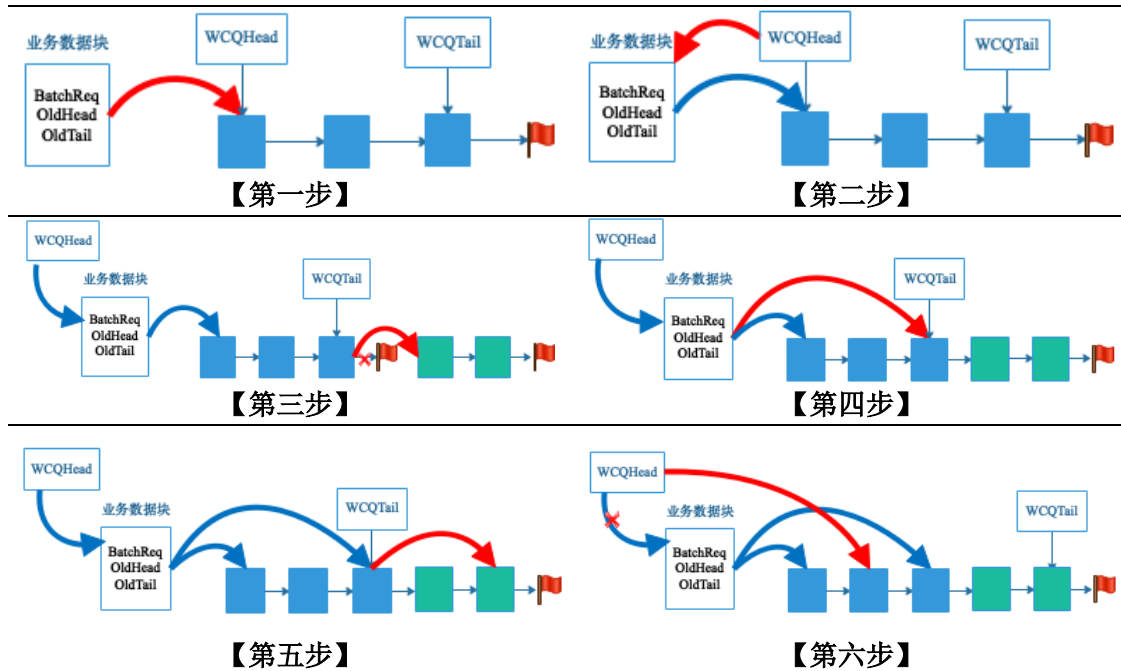 业务数据块
WCQHead
WCQTail
BatchReq
OldHead
OldTail
【第一步】
业务数据块
WCQHead
WCQTail
BatchReq
OldHead
OldTail
【第二步】
WCQHead
业务数据块
WCQTail
BatchReq
OldHead
OldTail
【第三步】
WCQHead
业务数据块
WCQTail
BatchReq
OldHead
OldTail
【第四步】
WCQHead
业务数据块
WCQTail
BatchReq
OldHead
OldTail
【第五步】
WCQHead
业务数据块
WCQTail
BatchReq
OldHead
OldTail
【第六步】